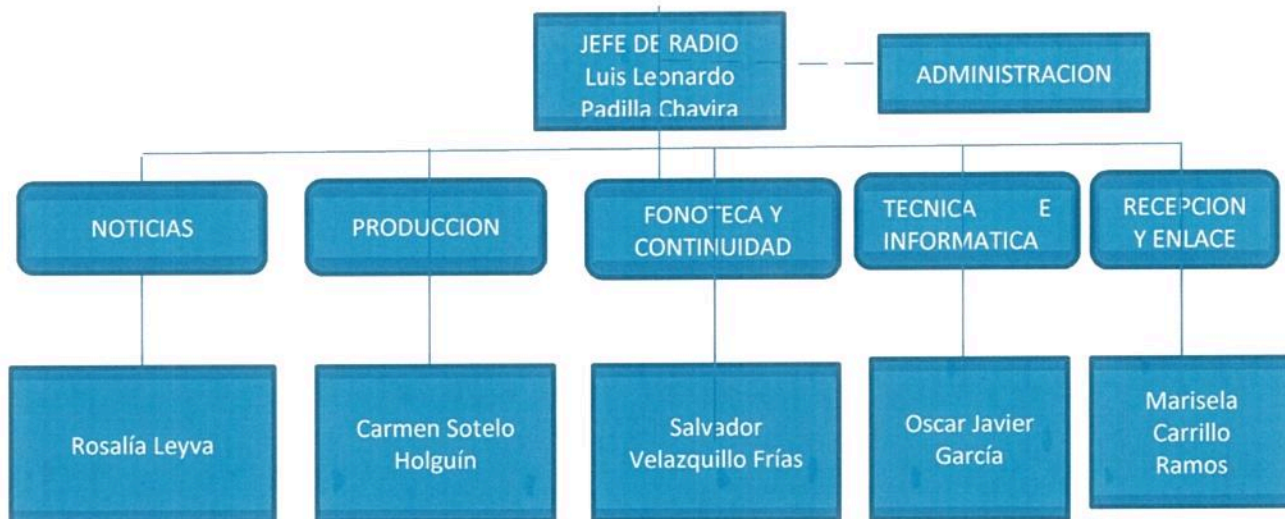 JEFE DE RADIO
Luis Leonardo
Padilla Chavira
ADMINISTRACION
NOTICIAS
PRODUCCION
FONOTECA Y
CONTINUIDAD
TECNICA E
INFORMATICA
RECEPCION
Y ENLACE
Rosalía Leyva
Carmen Sotelo
Holguín
Salvador
Velazquillo Frías
Oscar Javier
García
Marisela
Carrillo
Ramos